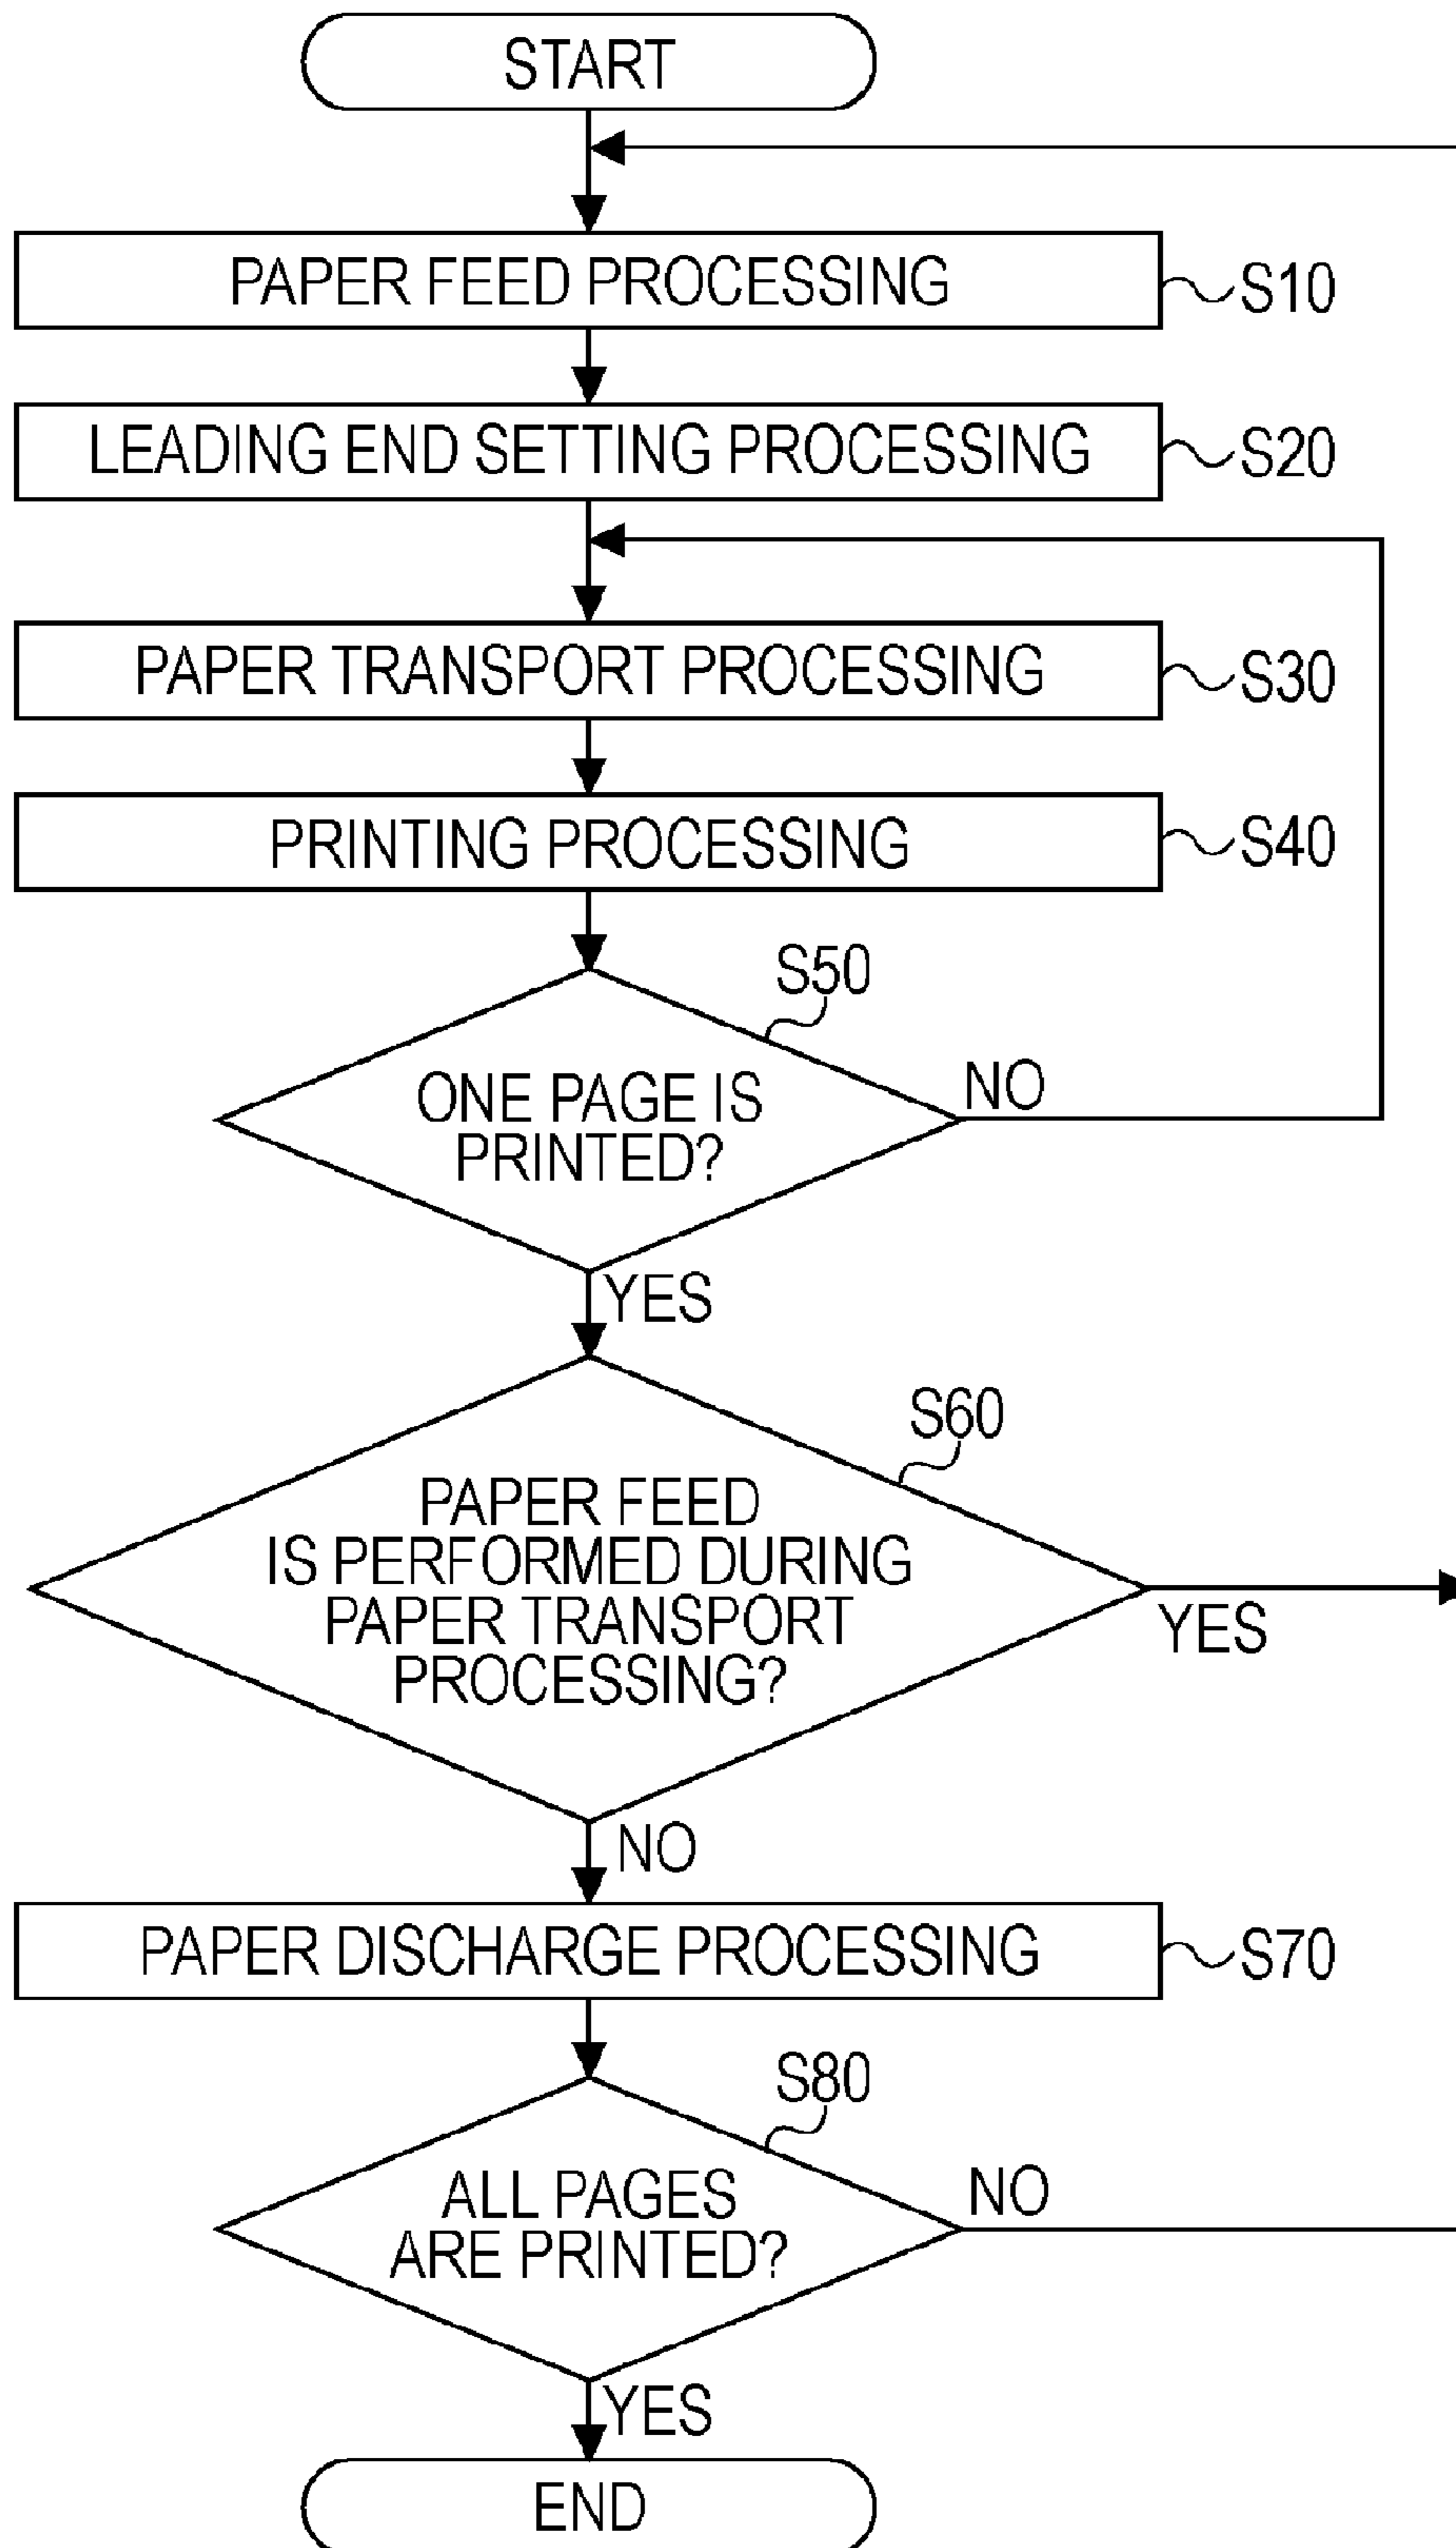 START
PAPER FEED PROCESSING
S10
LEADING END SETTING PROCESSING
S20
PAPER TRANSPORT PROCESSING
S30
PRINTING PROCESSING
S40
S50
ONE PAGE IS
PRINTED?
NO
YES
S60
PAPER FEED
IS PERFORMED DURING
PAPER TRANSPORT
PROCESSING?
YES
NO
PAPER DISCHARGE PROCESSING
S70
S80
ALL PAGES
ARE PRINTED?
NO
YES
END